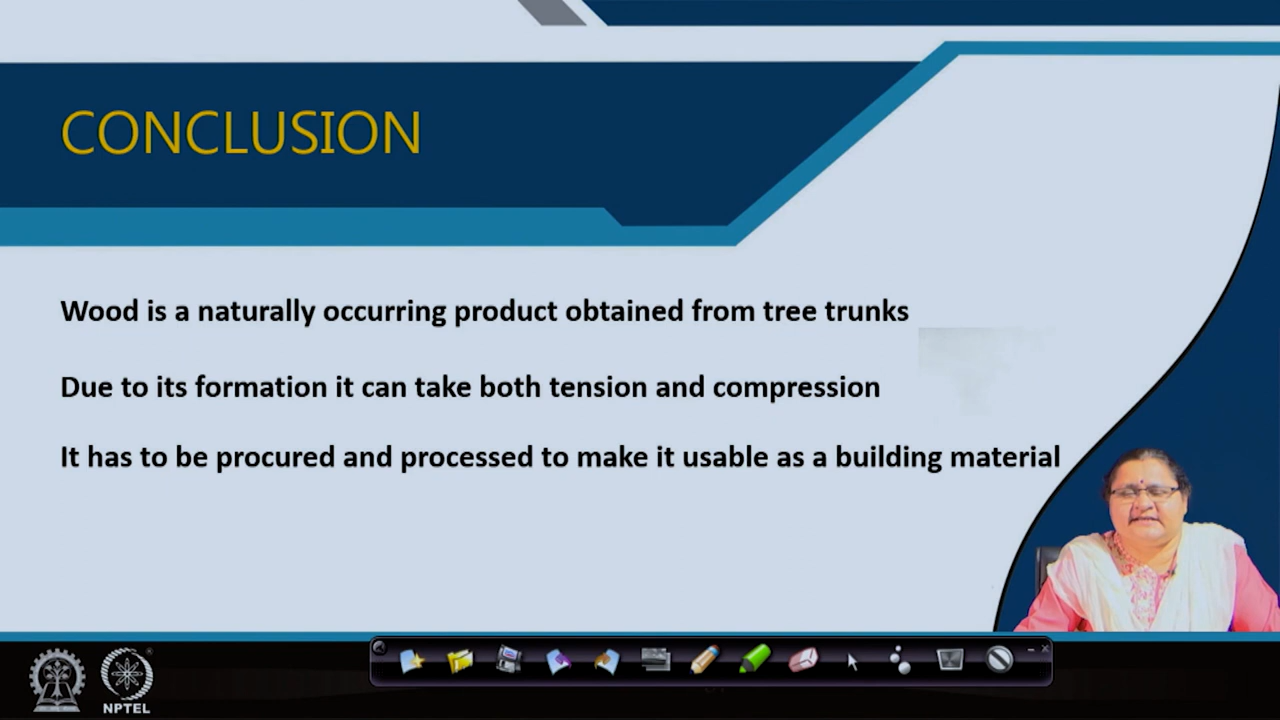 CONCLUSION
Wood is a naturally occurring product obtained from tree trunks
Due to its formation it can take both tension and compression
It has to be procured and processed to make it usable as a building material
NPTEL